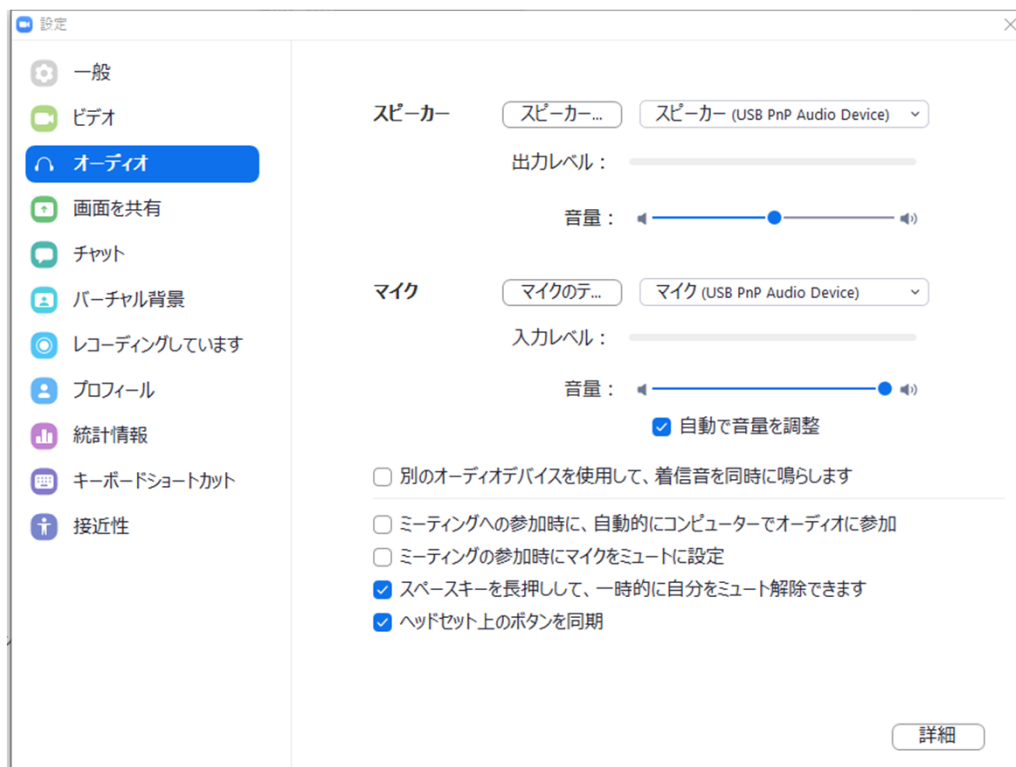 設定
一般
ビデオ
オーディオ
画面を共有
チャット
バーチャル背景
レコーディングしています
プロフィール
統計情報
キーボードショートカット
接近性
スピーカー スピーカー... スピーカー (USB PnP Audio Device)
出力レベル：
音量：
マイク マイクのテ... マイク (USB PnP Audio Device)
入力レベル：
音量：
自動で音量を調整
別のオーディオデバイスを使用して、着信音を同時に鳴らします
ミーティングへの参加時に、自動的にコンピューターでオーディオに参加
ミーティングの参加時にマイクをミュートに設定
スペースキーを長押しして、一時的に自分をミュート解除できます
ヘッドセット上のボタンを同期
詳細